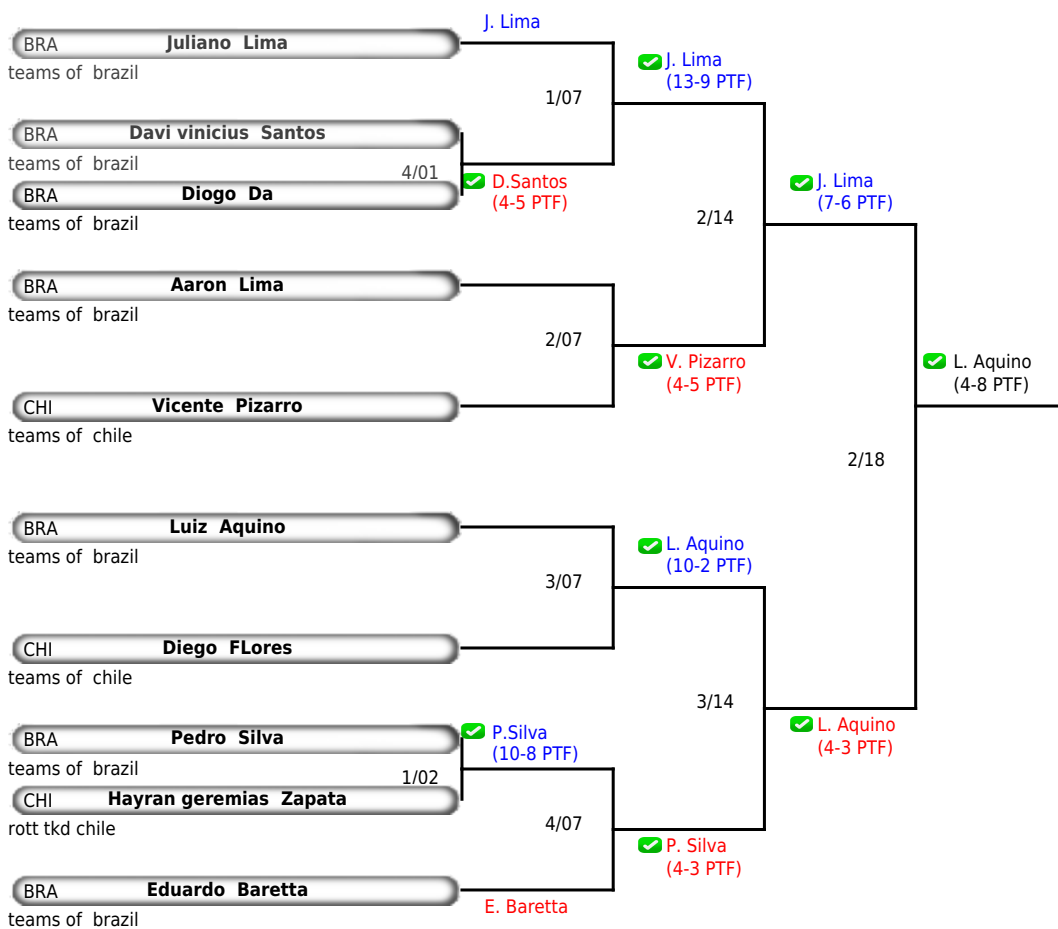 J. Lima
BRA Juliano Lima
teams of brazil
J. Lima
(13-9 PTF)
1/07
BRA Davi vinicius Santos
teams of brazil
4/01
BRA Diogo Da
teams of brazil
D.Santos
(4-5 PTF)
J. Lima
(7-6 PTF)
2/14
BRA Aaron Lima
teams of brazil
2/07
V. Pizarro
(4-5 PTF)
L. Aquino
(4-8 PTF)
CHI Vicente Pizarro
teams of chile
2/18
BRA Luiz Aquino
teams of brazil
L. Aquino
(10-2 PTF)
3/07
CHI Diego FLores
teams of chile
3/14
L. Aquino
(4-3 PTF)
BRA Pedro Silva
teams of brazil
P.Silva
(10-8 PTF)
1/02
CHI Hayran geremias Zapata
rott tkd chile
4/07
P. Silva
(4-3 PTF)
BRA Eduardo Baretta
teams of brazil
E. Baretta